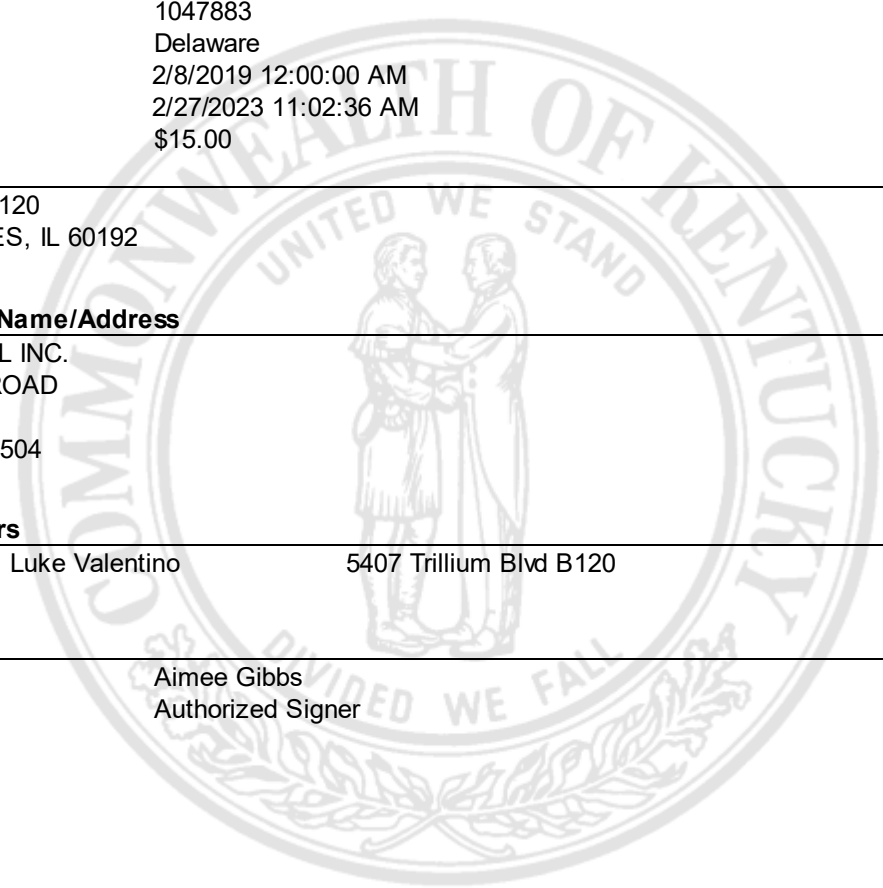 1047883
Delaware
2/8/2019 12:00:00 AM
2/27/2023 11:02:36 AM
$15.00
120
ES, IL 60192
Name/Address
L INC.
ROAD
504
rs
Luke Valentino 5407 Trillium Blvd B120
Aimee Gibbs
Authorized Signer
COMMONWEALTH OF KENTUCKY
UNITED WE STAND
DIVIDED WE FALL